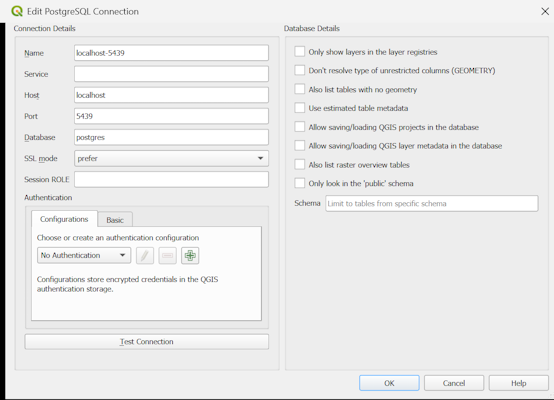 Edit PostgreSQL Connection
Connection Details
Name
localhost-5439
Service
Host
localhost
Port
5439
Database
postgres
SSL mode
prefer
Session ROLE
Authentication
Configurations
Basic
Choose or create an authentication configuration
No Authentication
Configurations store encrypted credentials in the QGIS
authentication storage.
Test Connection
Database Details
Only show layers in the layer registries
Don't resolve type of unrestricted columns (GEOMETRY)
Also list tables with no geometry
Use estimated table metadata
Allow saving/loading QGIS projects in the database
Allow saving/loading QGIS layer metadata in the database
Also list raster overview tables
Only look in the 'public' schema
Schema
Limit to tables from specific schema
OK
Cancel
Help